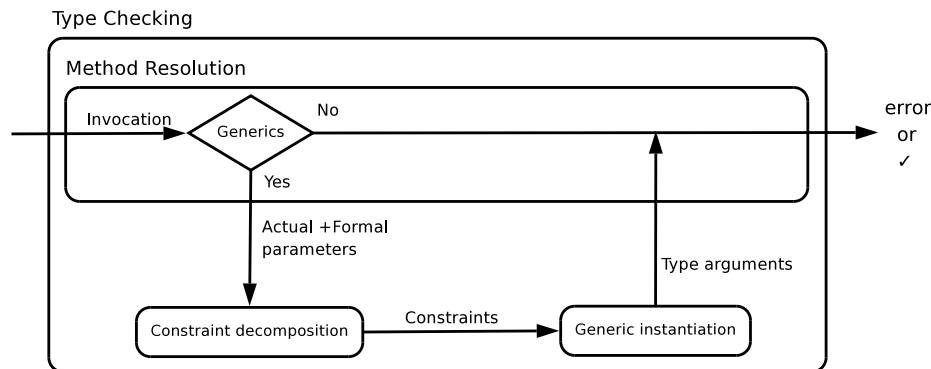 Type Checking
Method Resolution
Invocation
Generics
No
error
or
✓
Yes
Actual +Formal
parameters
Type arguments
Constraint decomposition
Constraints
Generic instantiation